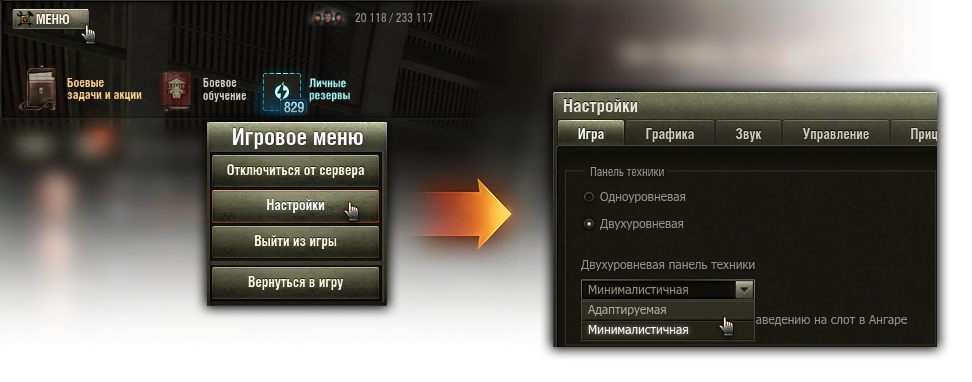 МЕНЮ
20 118 / 233 117
Боевые
задачи и акции
Боевое
обучение
Личные
резервы
829
Игровое меню
Отключиться от сервера
Настройки
Выйти из игры
Вернуться в игру
Настройки
Игра
Графика
Звук
Управление
Приц
Панель техники
Одноуровневая
Двухуровневая
Двухуровневая панель техники
Минималистичная
Адаптируемая
аведению на слот в Ангаре
Минималистичная